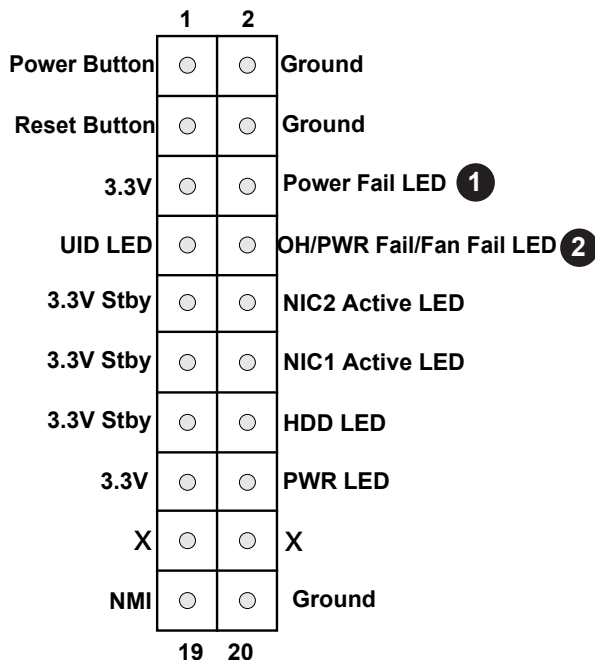 1 2
Power Button Ground
Reset Button Ground
3.3V Power Fail LED 1
UID LED OH/PWR Fail/Fan Fail LED 2
3.3V Stby NIC2 Active LED
3.3V Stby NIC1 Active LED
3.3V Stby HDD LED
3.3V PWR LED
X X
NMI Ground
19 20